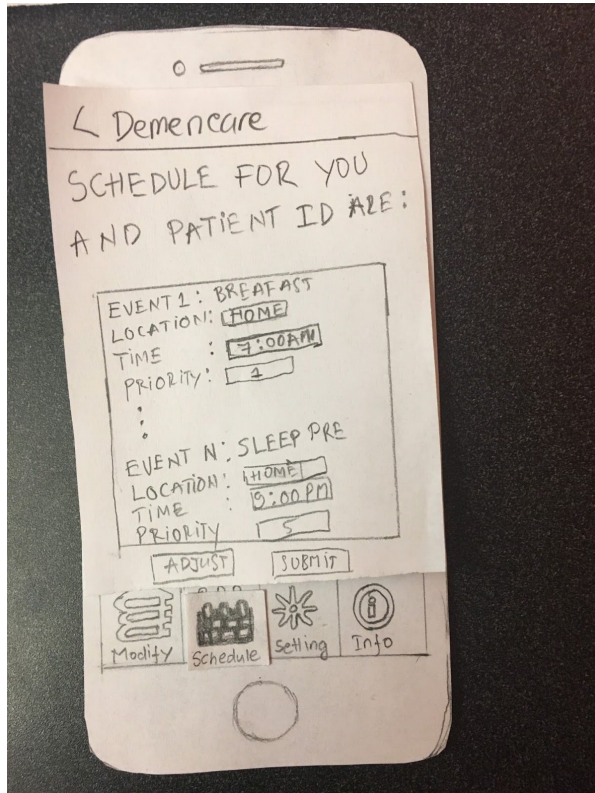 < Demencare
SCHEDULE FOR YOU
AND PATIENT ID ARE:
EVENT 1: BREAFAST
LOCATION: HOME
TIME : 7:00AM
PRIORITY: 1
EVENT N: SLEEP PRE
LOCATION: HOME
TIME : 9:00PM
PRIORITY 5
ADJUST SUBMIT
Modify Schedule Setting Info